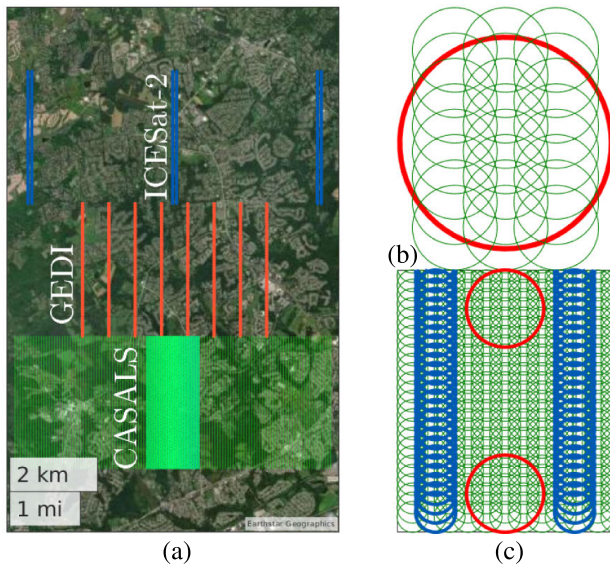 ICESat-2
GEDI
CASALS
2 km
1 mi
Earthstar Geographics
(a)
(b)
(c)